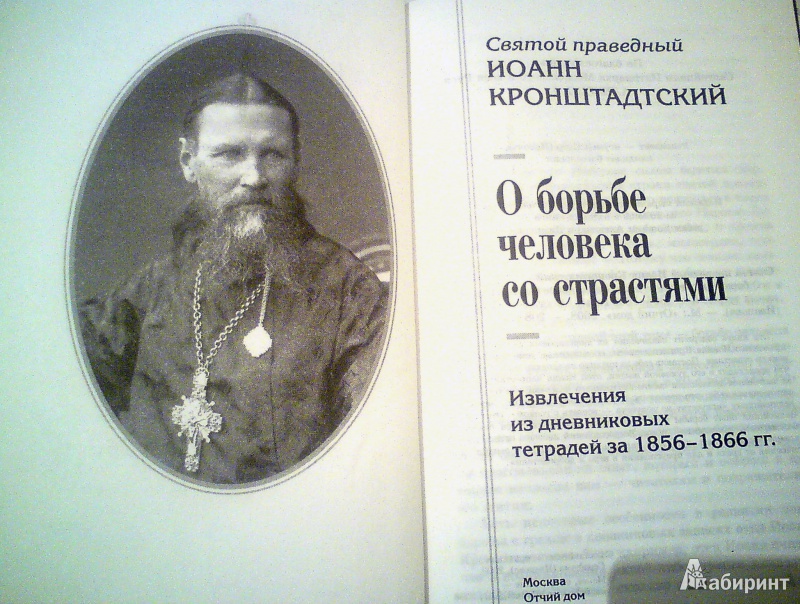 Святой праведный
ИОАНН
КРОНШТАДТСКИЙ
О борьбе
человека
со страстями
Извлечения
из дневниковых
тетрадей за 1856–1866 гг.
Москва
Отчий дом
Лабиринт